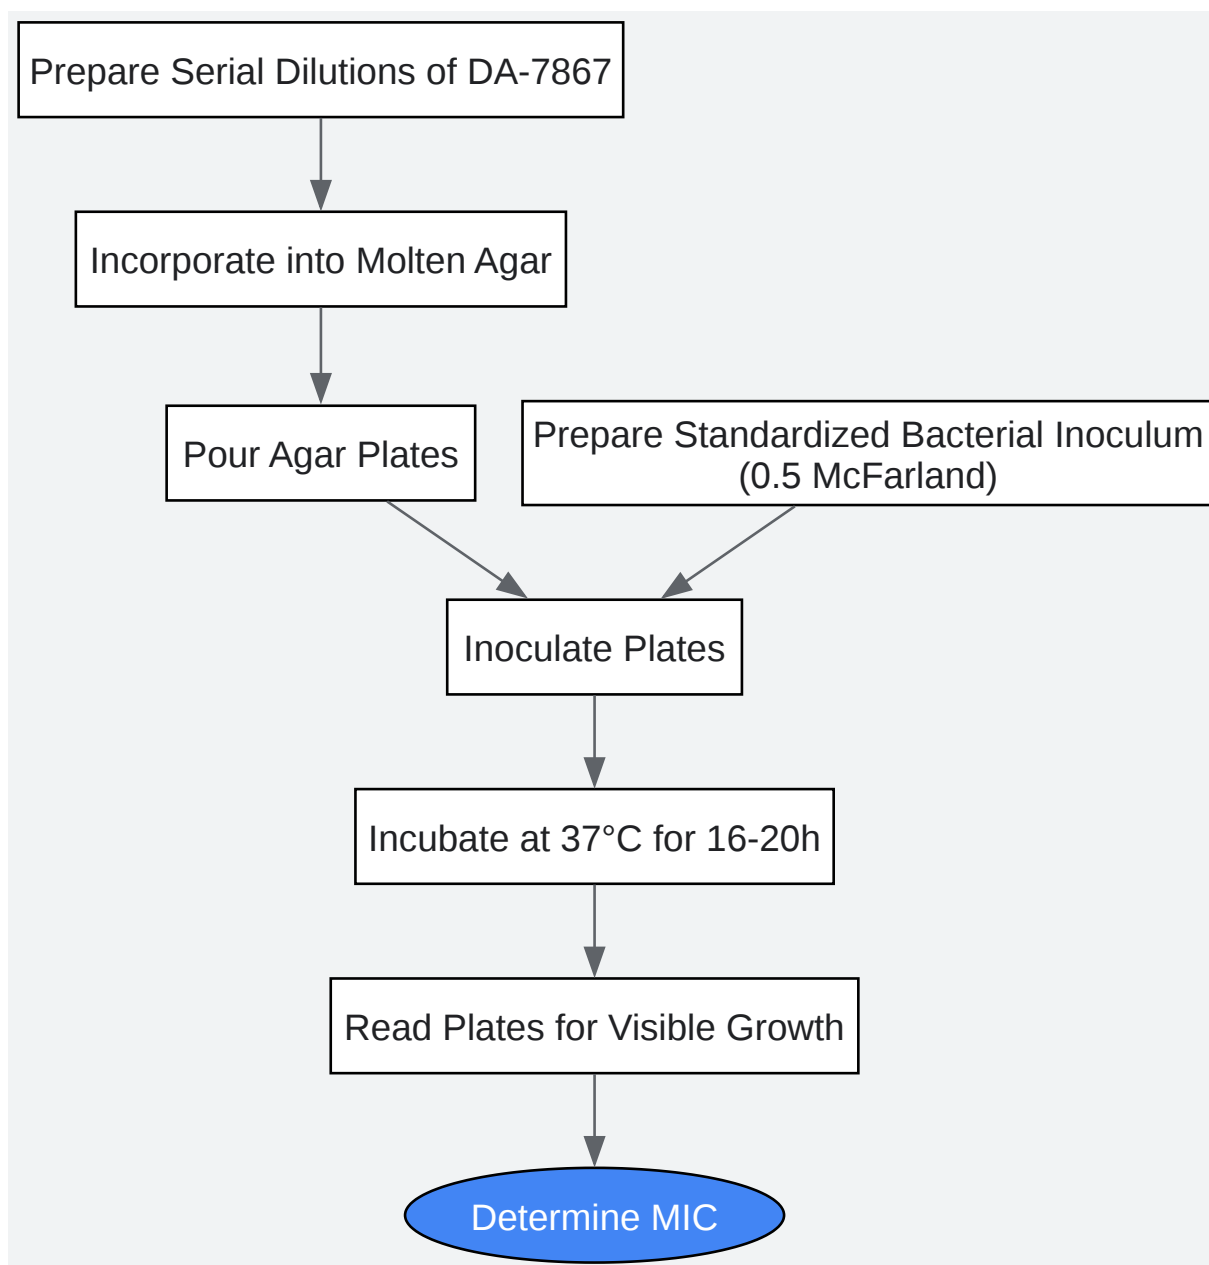 Prepare Serial Dilutions of DA-7867
Incorporate into Molten Agar
Pour Agar Plates
Prepare Standardized Bacterial Inoculum
(0.5 McFarland)
Inoculate Plates
Incubate at 37°C for 16-20h
Read Plates for Visible Growth
Determine MIC